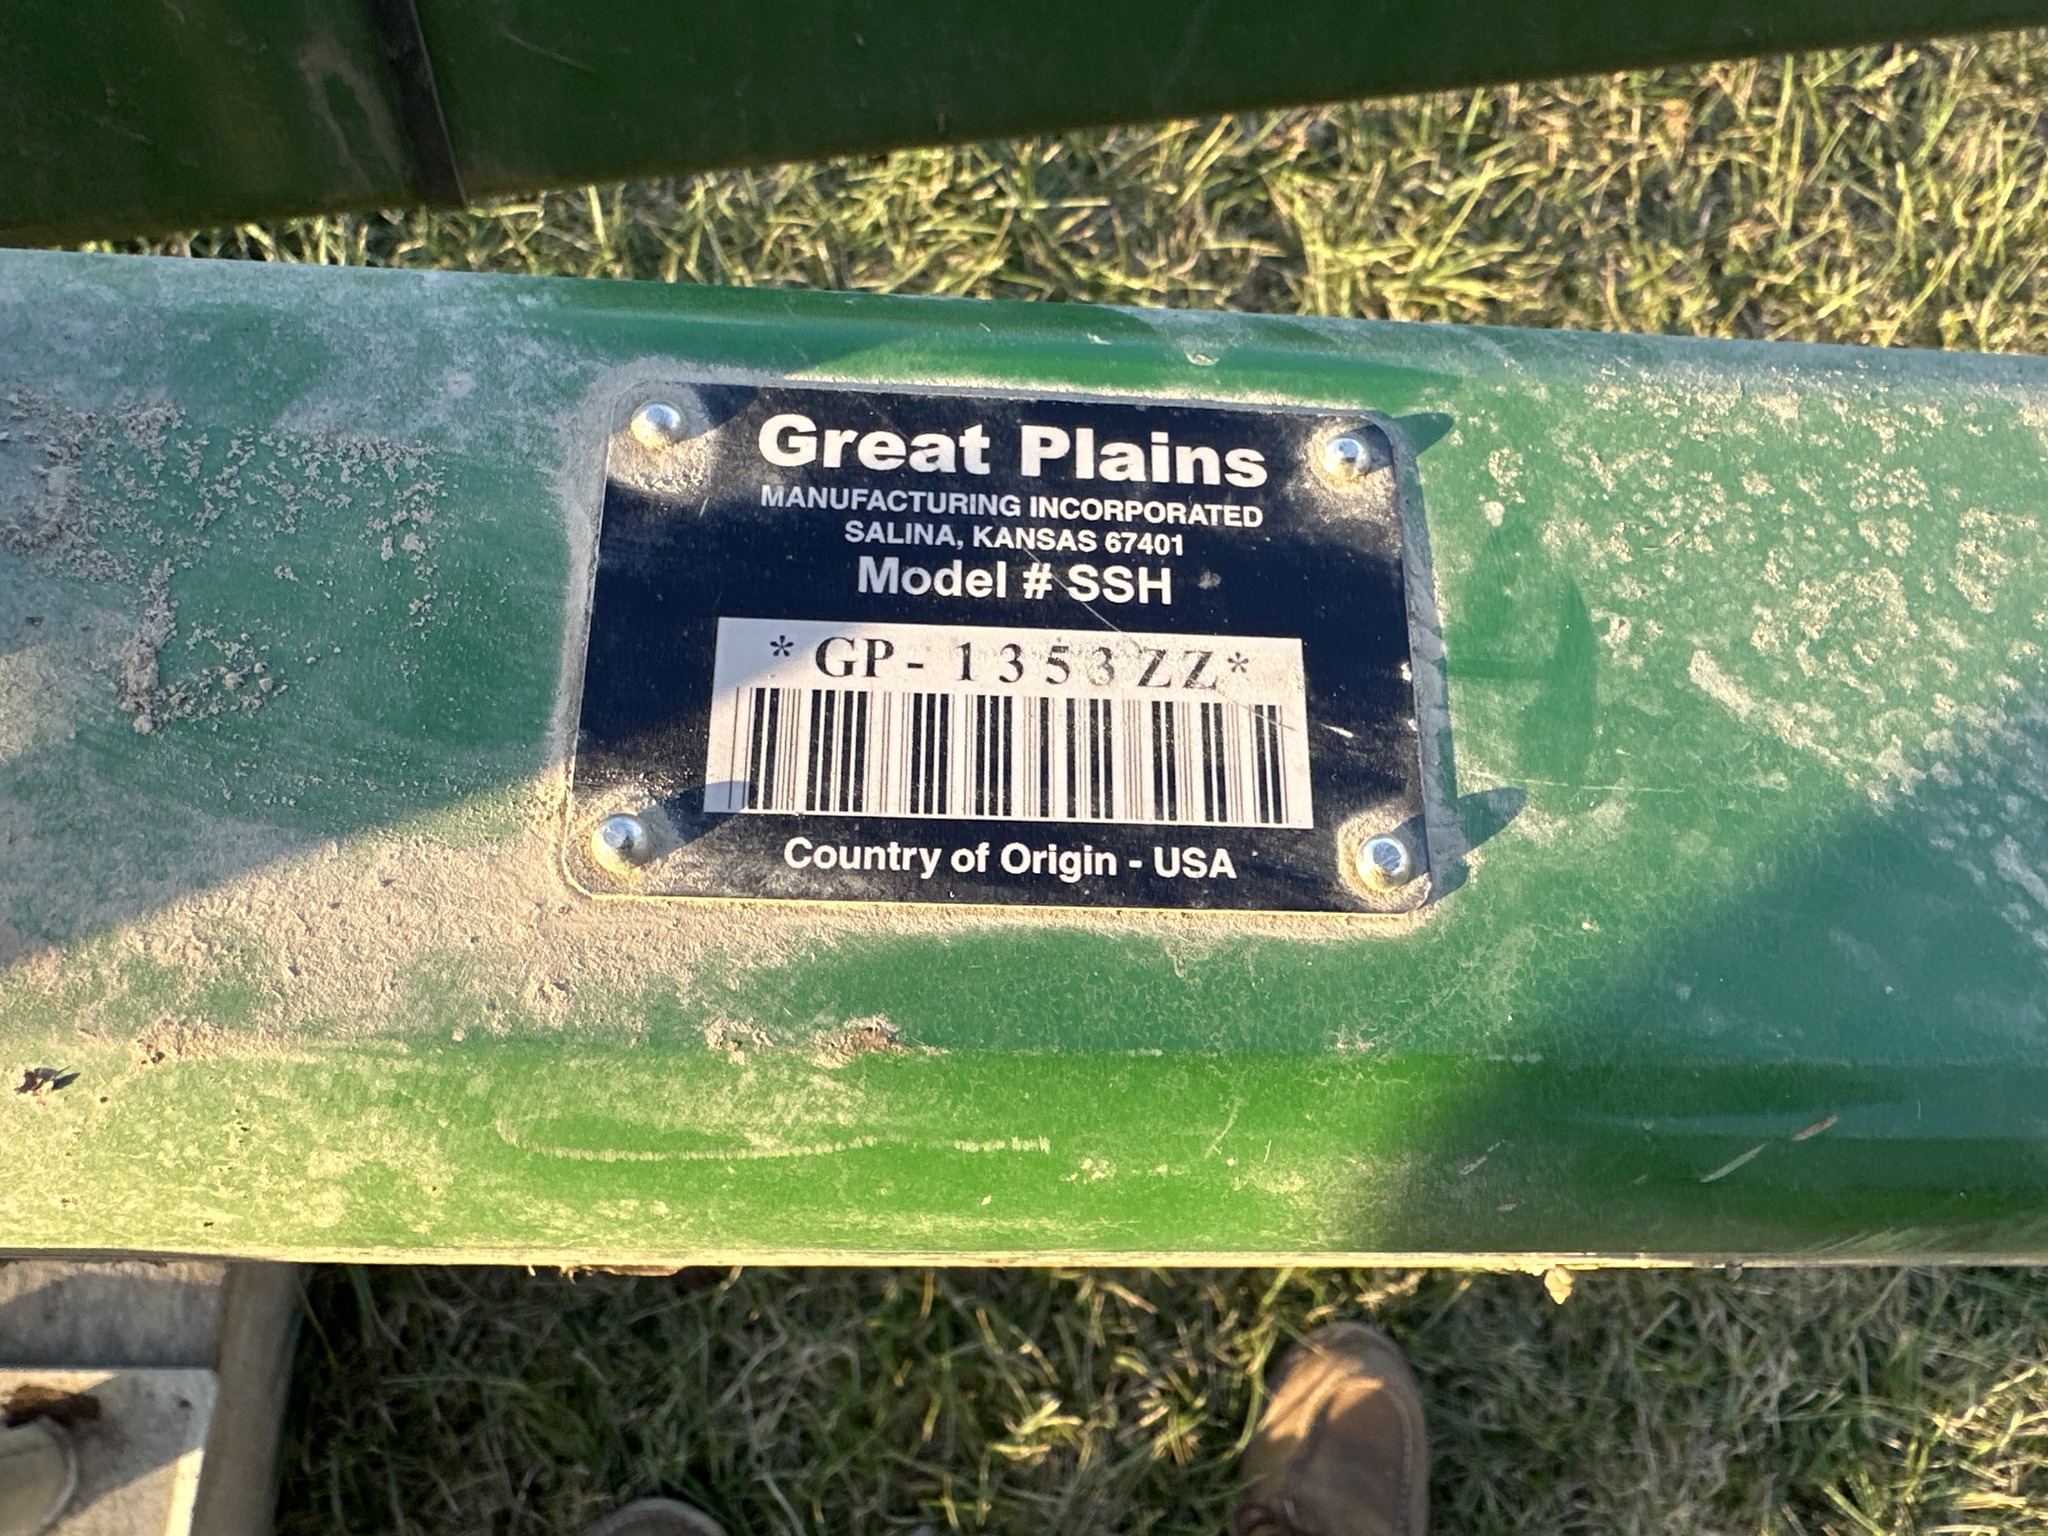 Great Plains
MANUFACTURING INCORPORATED
SALINA, KANSAS 67401
Model # SSH
*GP-1353ZZ*
Country of Origin - USA